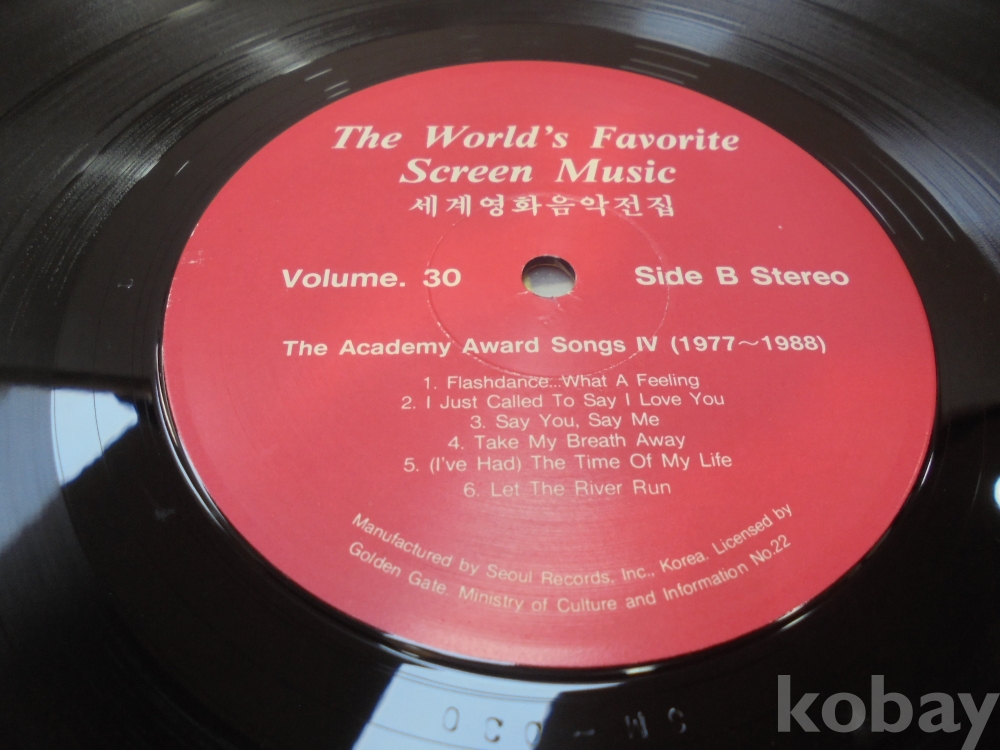 The World's Favorite
Screen Music
세계영화음악전집
Volume. 30
Side B Stereo
The Academy Award Songs IV (1977~1988)
1. Flashdance...What A Feeling
2. I Just Called To Say I Love You
3. Say You, Say Me
4. Take My Breath Away
5. (I've Had) The Time Of My Life
6. Let The River Run
Manufactured by Seoul Records, Inc., Korea. Licensed by
Golden Gate. Ministry of Culture and Information No.22
kobay